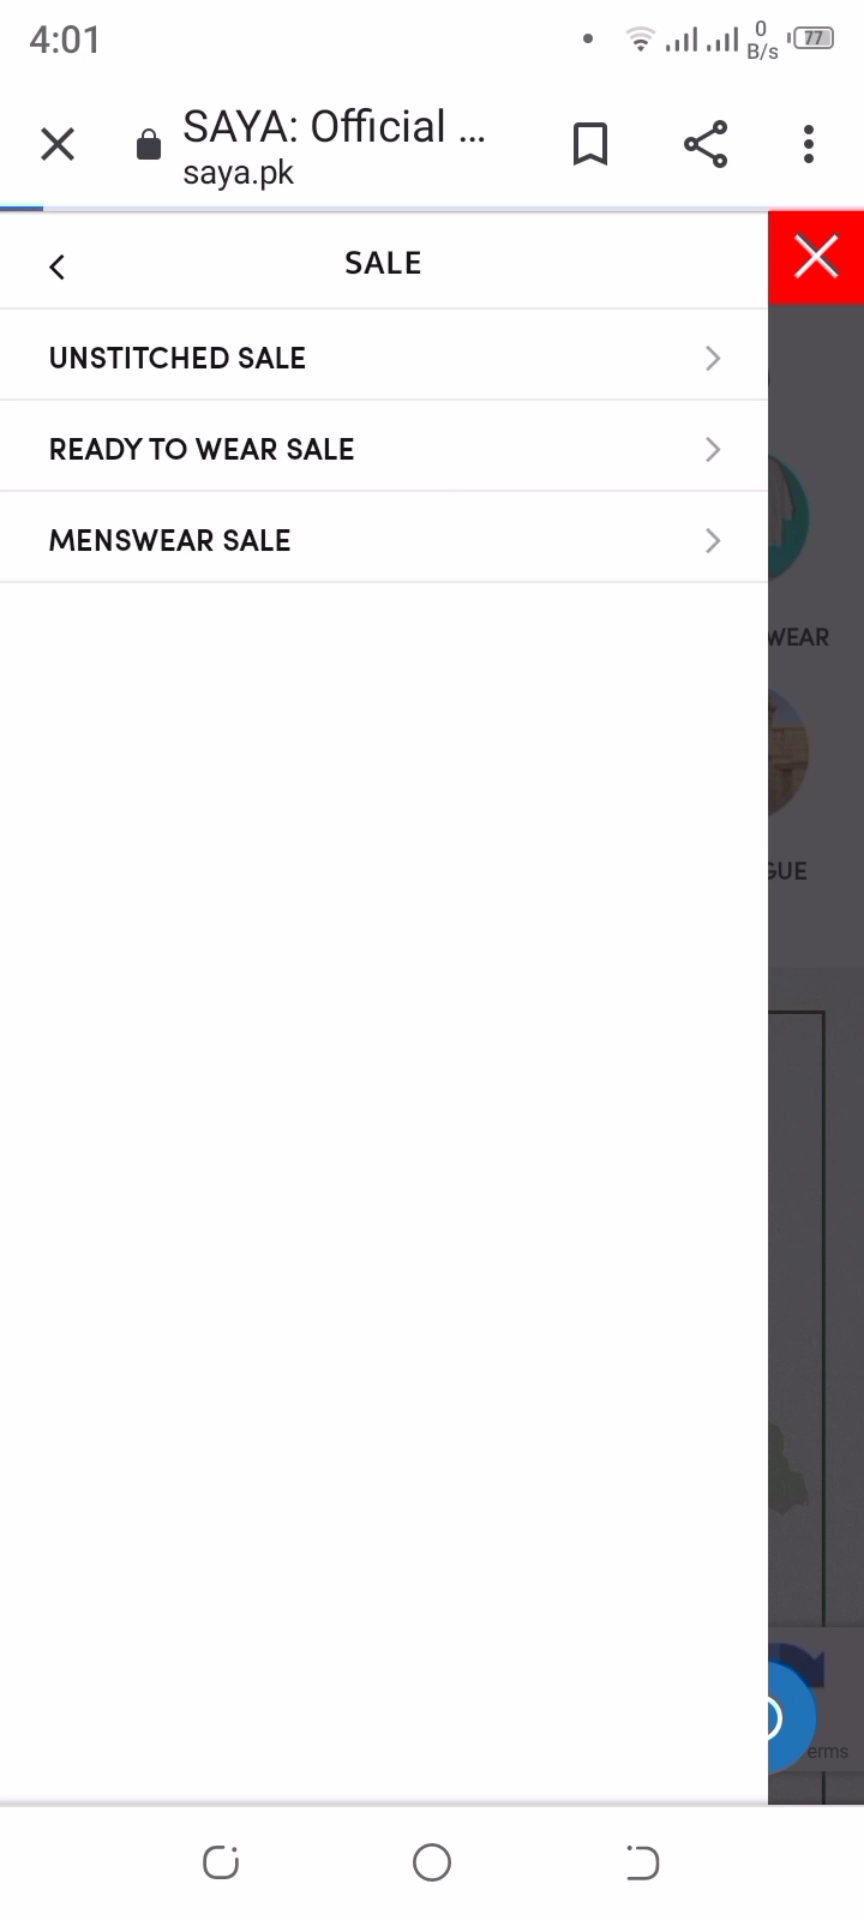 4:01
0
B/s
77
SAYA: Official ...
saya.pk
SALE
UNSTITCHED SALE
READY TO WEAR SALE
MENSWEAR SALE
WEAR
GUE
erms